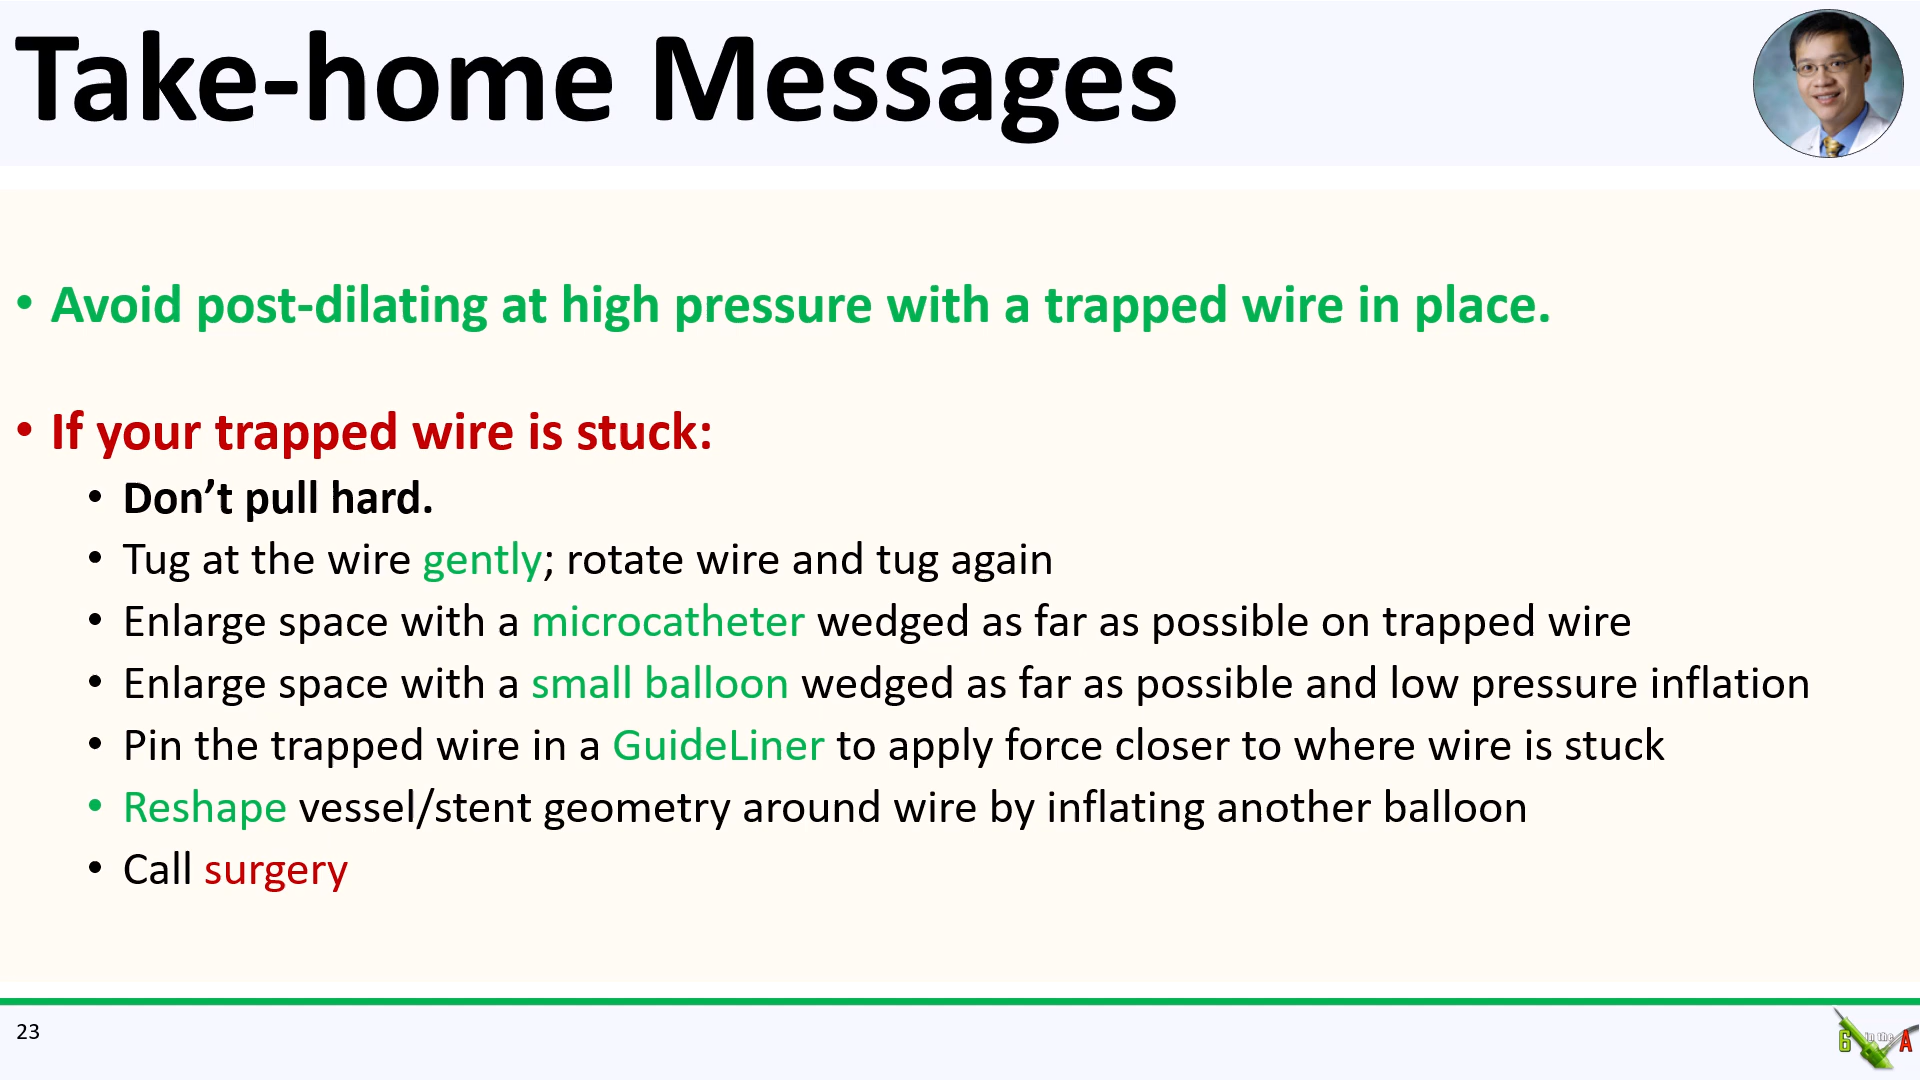 Take-home Messages
• Avoid post-dilating at high pressure with a trapped wire in place.
• If your trapped wire is stuck:
• Don’t pull hard.
• Tug at the wire gently; rotate wire and tug again
• Enlarge space with a microcatheter wedged as far as possible on trapped wire
• Enlarge space with a small balloon wedged as far as possible and low pressure inflation
• Pin the trapped wire in a GuideLiner to apply force closer to where wire is stuck
• Reshape vessel/stent geometry around wire by inflating another balloon
• Call surgery
23
6 in the A